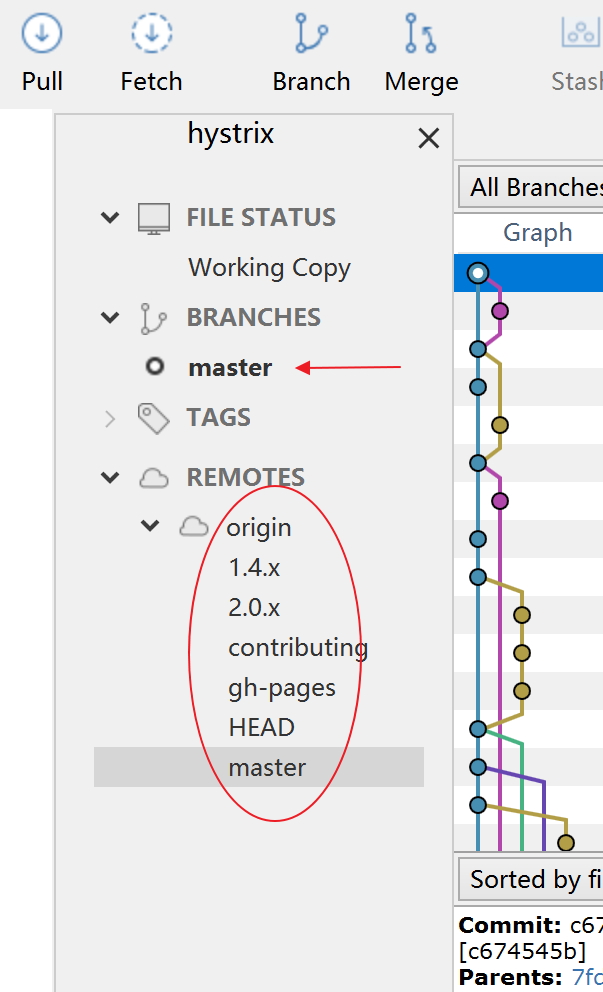 Pull Fetch Branch Merge Stash
hystrix
All Branches
Graph
FILE STATUS
Working Copy
BRANCHES
master
TAGS
REMOTES
origin
1.4.x
2.0.x
contributing
gh-pages
HEAD
master
Sorted by fi
Commit: c67
[c674545b]
Parents: 7fc